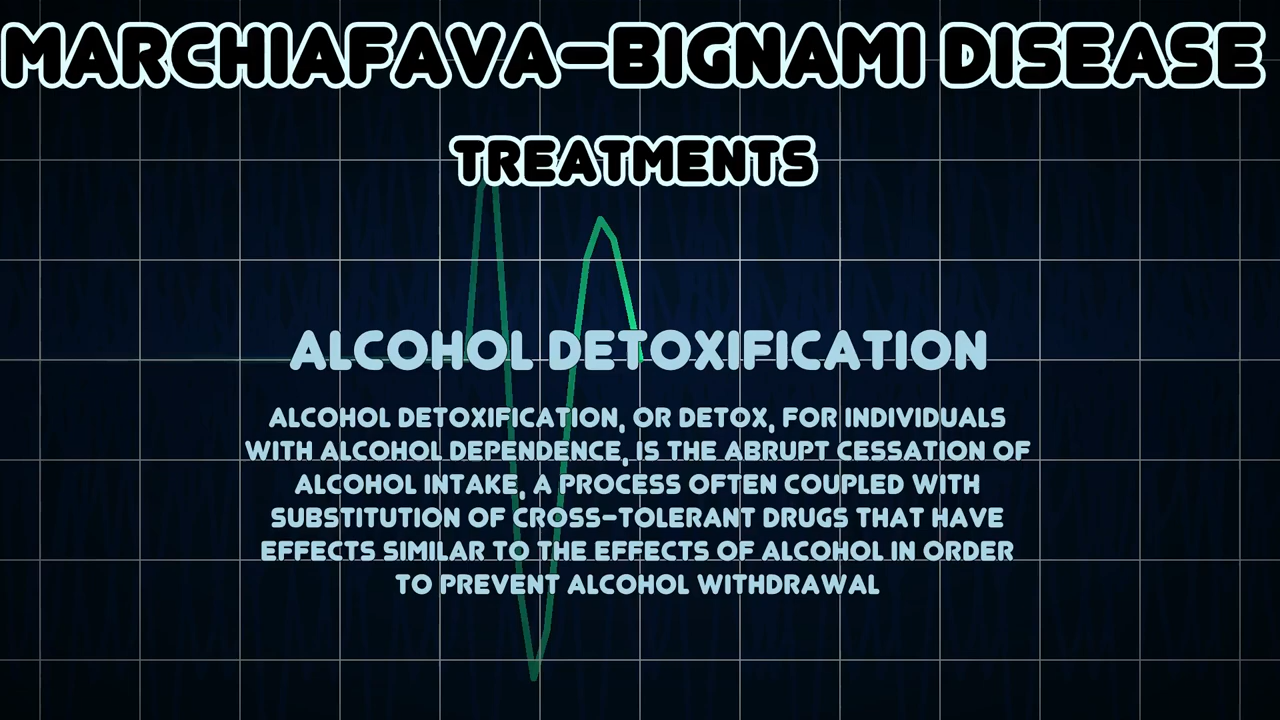 MARCHIAFAVA-BIGNAMI DISEASE
TREATMENTS
ALCOHOL DETOXIFICATION
ALCOHOL DETOXIFICATION, OR DETOX, FOR INDIVIDUALS
WITH ALCOHOL DEPENDENCE, IS THE ABRUPT CESSATION OF
ALCOHOL INTAKE, A PROCESS OFTEN COUPLED WITH
SUBSTITUTION OF CROSS-TOLERANT DRUGS THAT HAVE
EFFECTS SIMILAR TO THE EFFECTS OF ALCOHOL IN ORDER
TO PREVENT ALCOHOL WITHDRAWAL